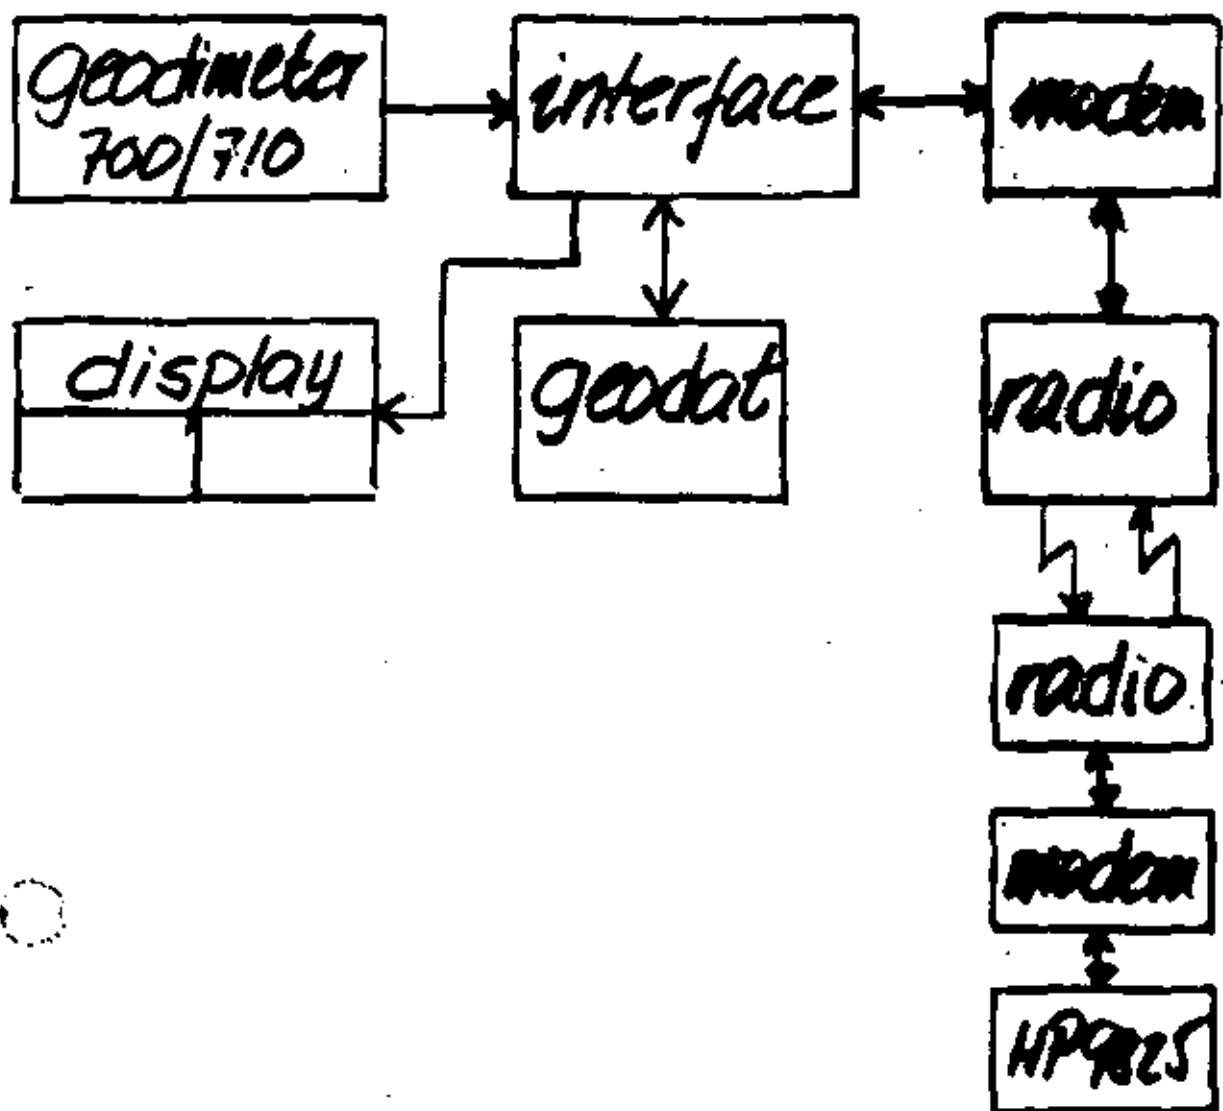 geodimeter
700/710
interface
modem
display
geodat
radio
radio
modem
HP9825